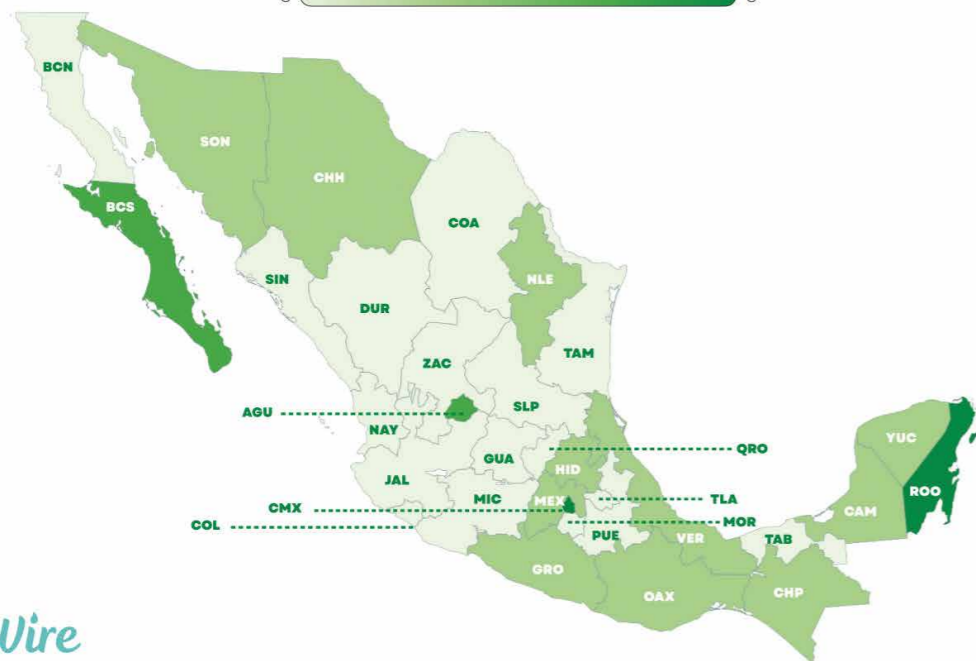 BCN
SON
CHH
BCS
COA
NLE
SIN
DUR
TAM
ZAC
AGU
SLP
NAY
YUC
QRO
GUA
HID
JAL
ROO
MIC
MEX
TLA
CMX
CAM
COL
MOR
PUE
VER
TAB
GRO
OAX
CHP